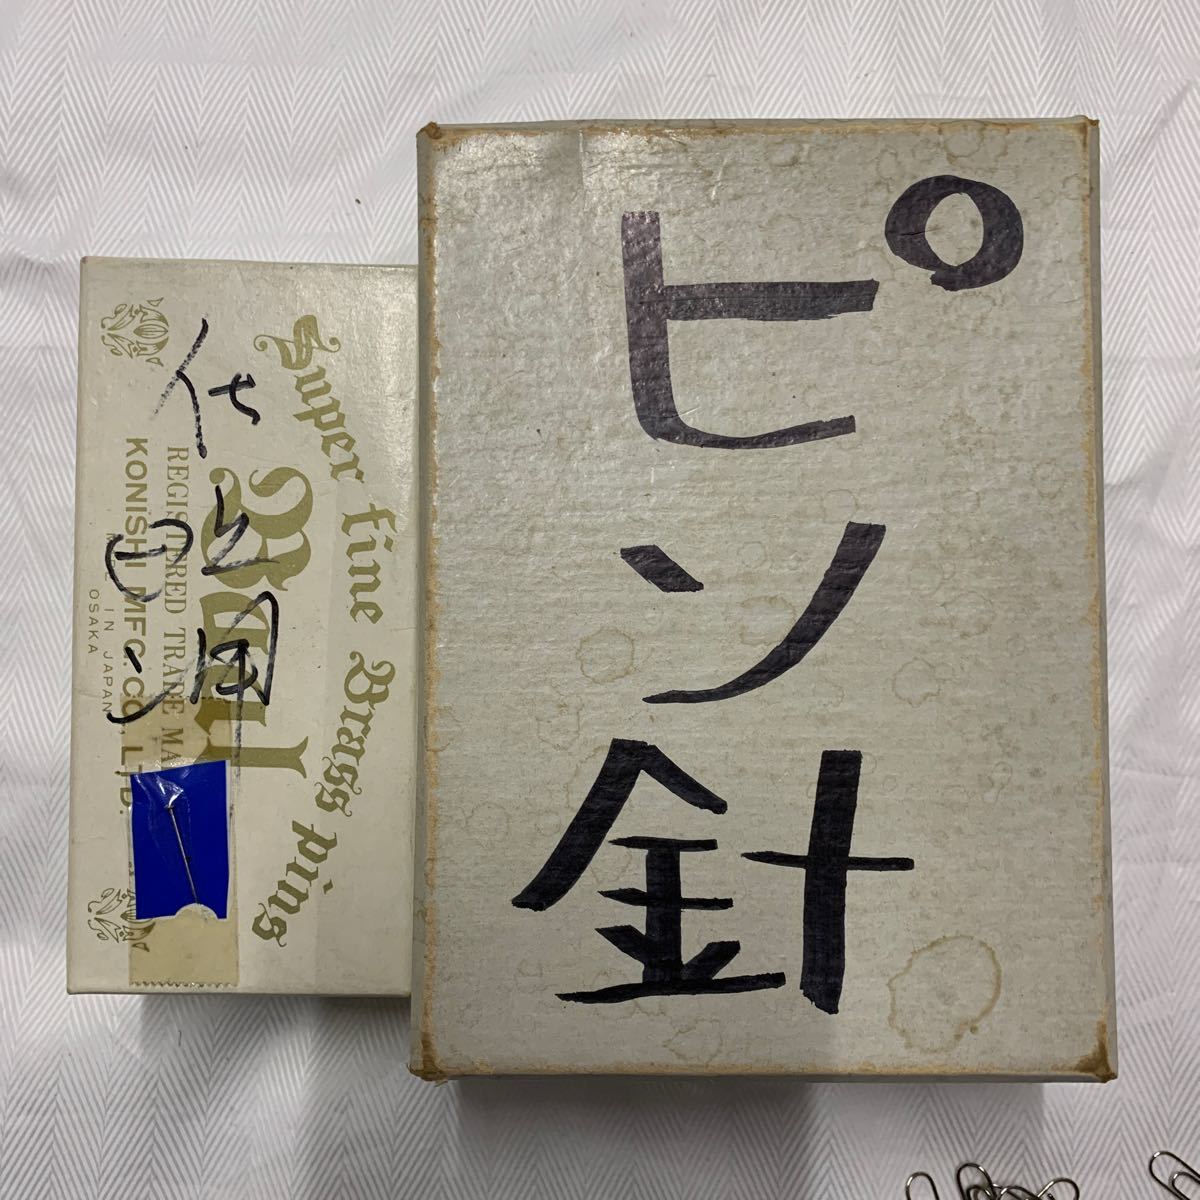 ピン針
Super fine Brass pins
REGISTERED TRADE MA
KONISHI MFG. CO., LTD.
IN JAPAN
OSAKA